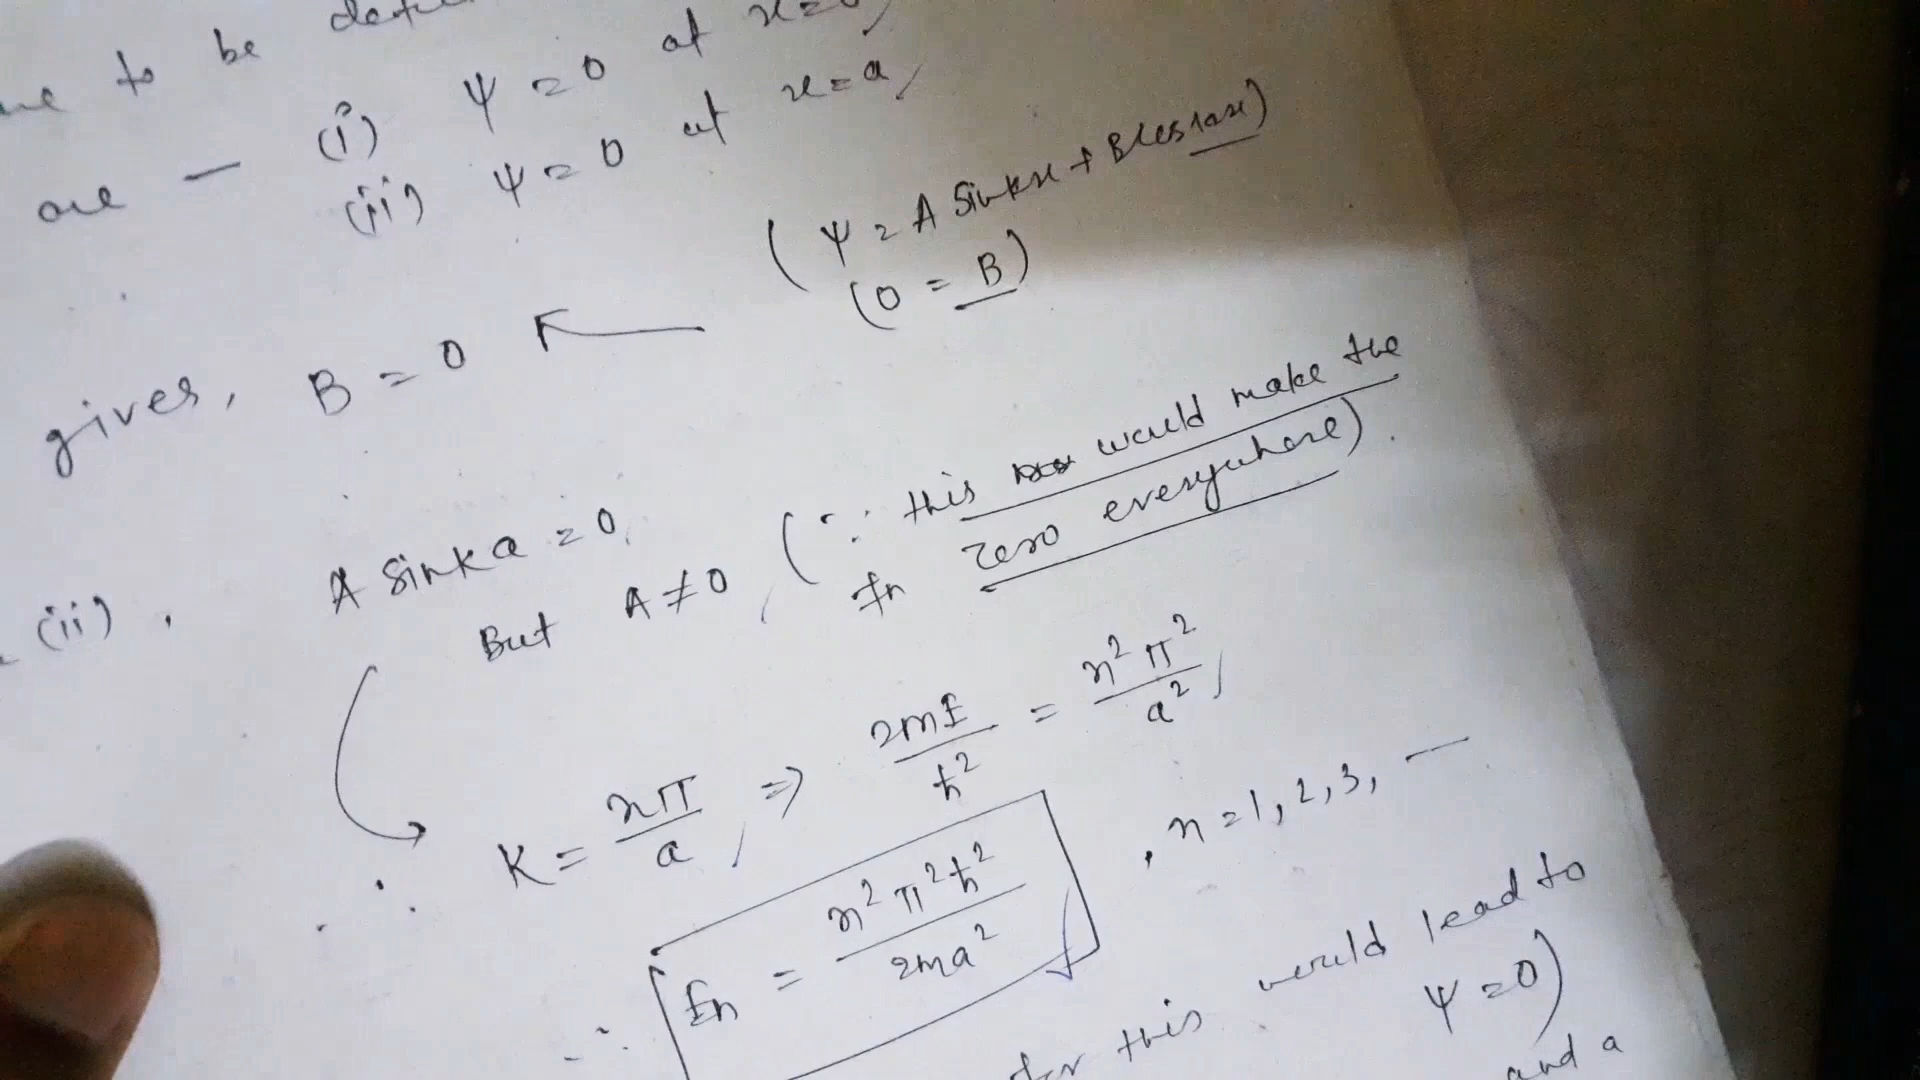 to be
are — (i) ψ = 0 at x=0,
(ii) ψ = 0 at x=a,
(ψ = A Sinkx + B
(0 = B)
gives, B = 0
(ii), A Sinka = 0,
But A ≠ 0, (∵ this would make the
fn zero everywhere).
∴ K = nπ/a, ⇒ 2mE/ħ² = n²π²/a²,
∴ En = n²π²ħ²/2ma² , n=1, 2, 3, —
for this would lead to
ψ=0)
and a